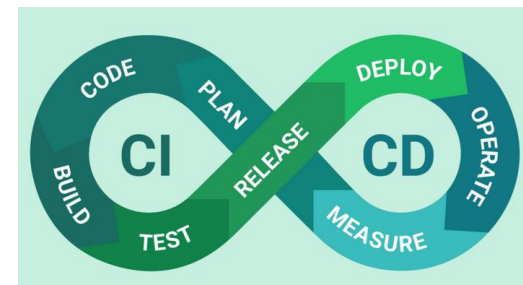 CODE
PLAN
DEPLOY
OPERATE
CI
CD
BUILD
RELEASE
TEST
MEASURE